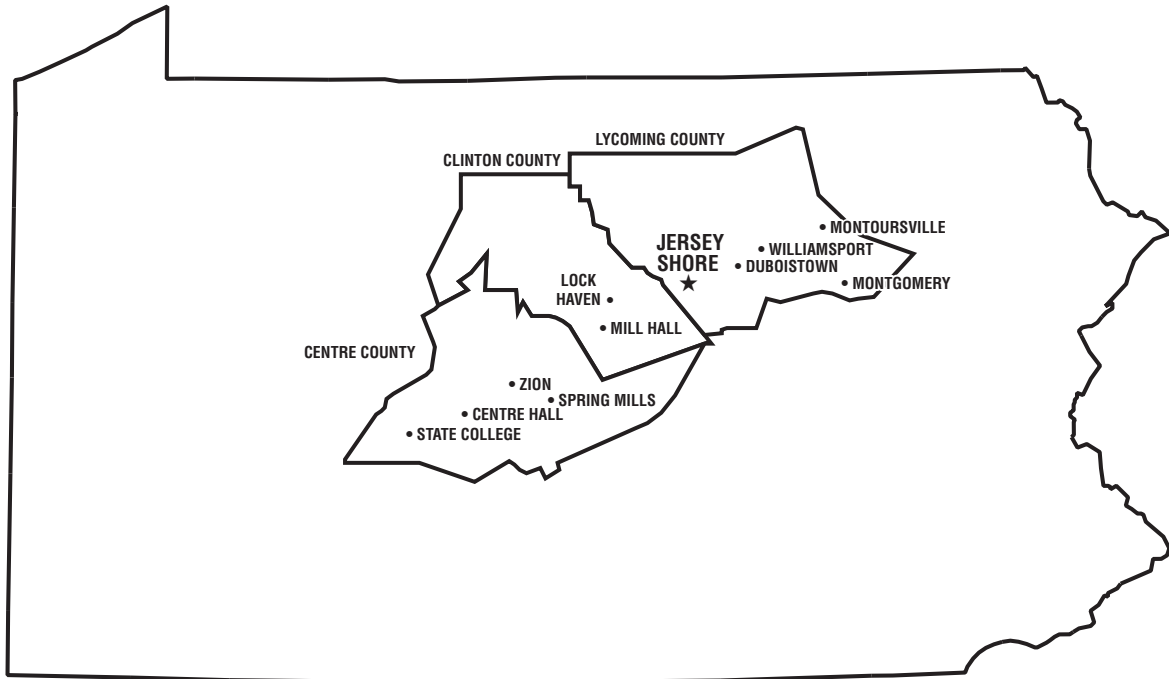 LYCOMING COUNTY
CLINTON COUNTY
MONTOURSVILLE
JERSEY
SHORE
WILLIAMSPORT
DUBOISTOWN
MONTGOMERY
LOCK
HAVEN
MILL HALL
CENTRE COUNTY
ZION
SPRING MILLS
CENTRE HALL
STATE COLLEGE